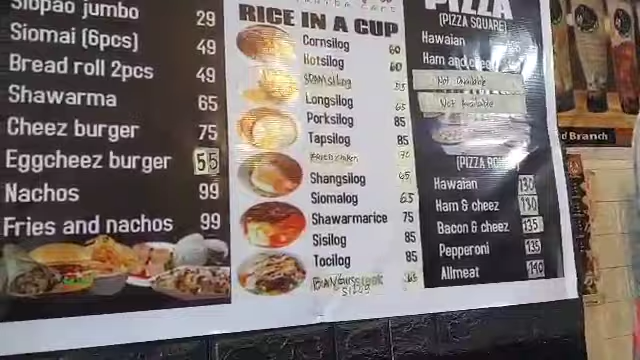 Siopao jumbo 29
Siomai (6pcs) 49
Bread roll 2pcs 49
Shawarma 65
Cheez burger 75
Eggcheez burger 55
Nachos 99
Fries and nachos 99
RICE IN A CUP
Cornsilog 60
Hotsilog 60
Longsilog 65
Porksilog 85
Tapsilog 85
70
Shangsilog 65
Siomalog 65
Shawarmarice 75
Sisilog 85
Tocilog 85
PIZZA
(PIZZA SQUARE)
Hawaiian
Ham and cheez
Not available
Not available
Hawaian 130
Ham & cheez 130
Bacon & cheez 135
Pepperoni 135
Allmeat 140
d Branch